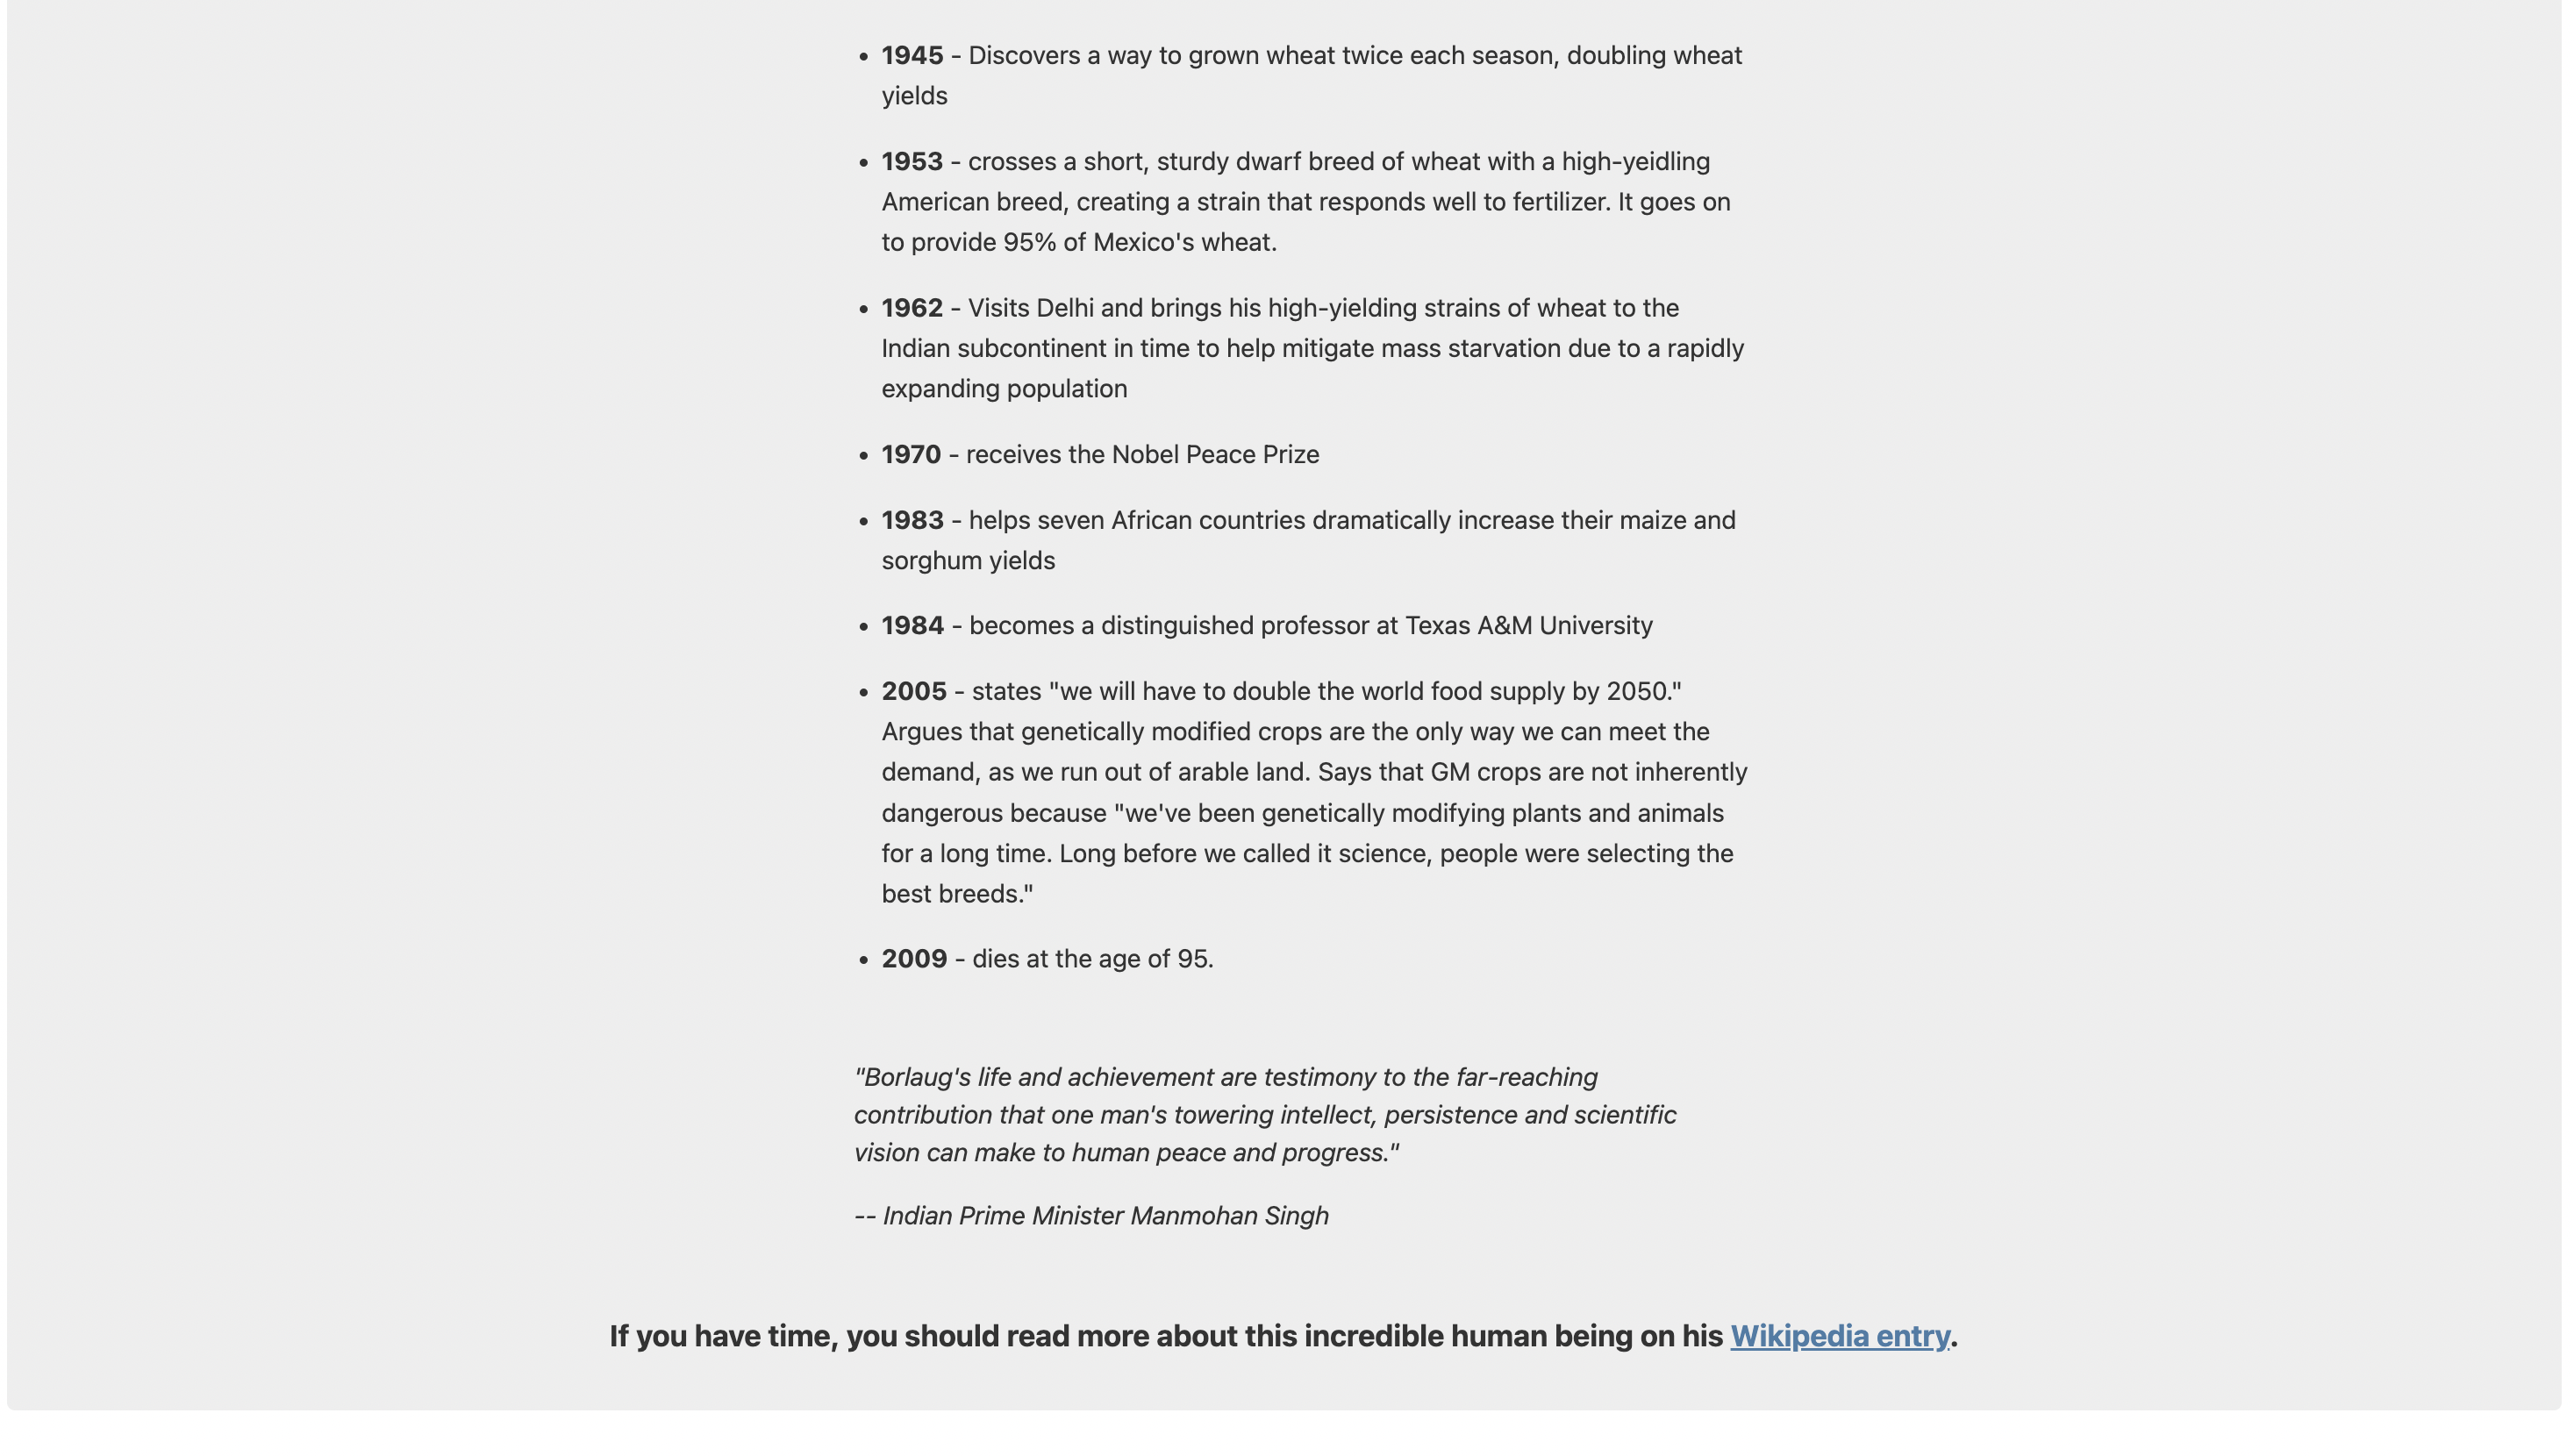 • 1945 - Discovers a way to grown wheat twice each season, doubling wheat
yields
• 1953 - crosses a short, sturdy dwarf breed of wheat with a high-yeidling
American breed, creating a strain that responds well to fertilizer. It goes on
to provide 95% of Mexico's wheat.
• 1962 - Visits Delhi and brings his high-yielding strains of wheat to the
Indian subcontinent in time to help mitigate mass starvation due to a rapidly
expanding population
• 1970 - receives the Nobel Peace Prize
• 1983 - helps seven African countries dramatically increase their maize and
sorghum yields
• 1984 - becomes a distinguished professor at Texas A&M University
• 2005 - states "we will have to double the world food supply by 2050."
Argues that genetically modified crops are the only way we can meet the
demand, as we run out of arable land. Says that GM crops are not inherently
dangerous because "we've been genetically modifying plants and animals
for a long time. Long before we called it science, people were selecting the
best breeds."
• 2009 - dies at the age of 95.
"Borlaug's life and achievement are testimony to the far-reaching
contribution that one man's towering intellect, persistence and scientific
vision can make to human peace and progress."
-- Indian Prime Minister Manmohan Singh
If you have time, you should read more about this incredible human being on his Wikipedia entry.